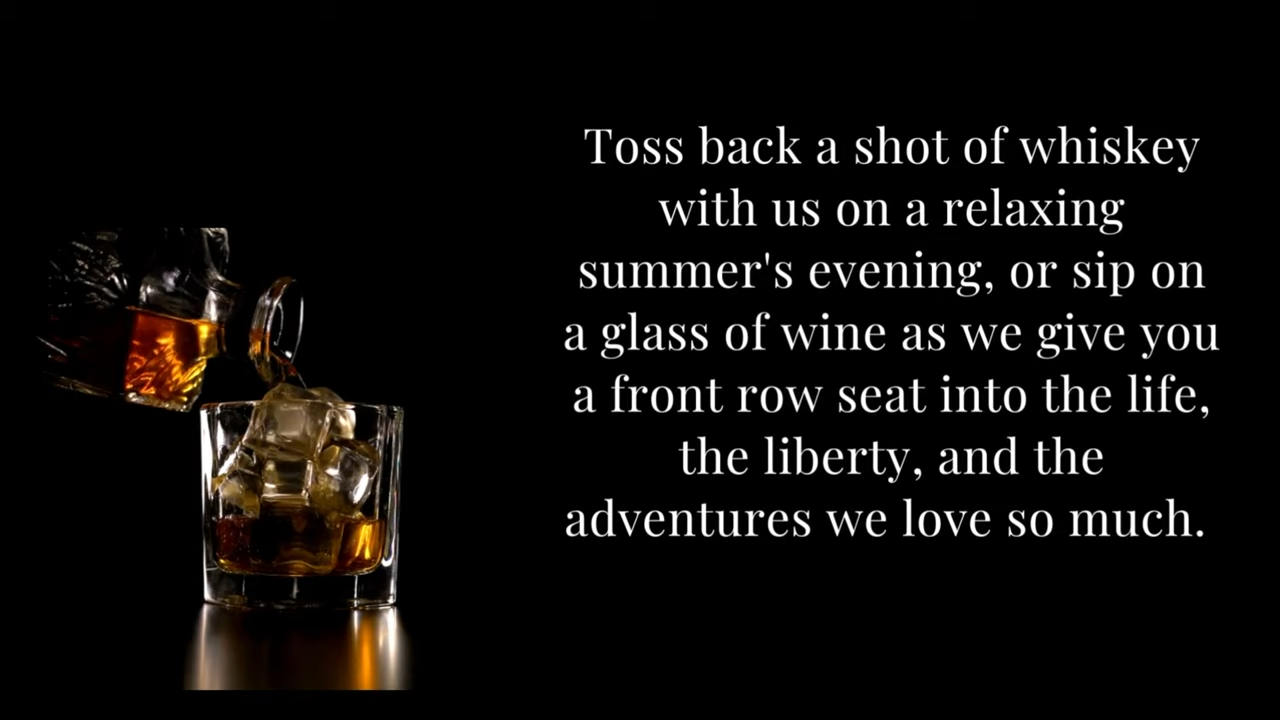 Toss back a shot of whiskey
with us on a relaxing
summer's evening, or sip on
a glass of wine as we give you
a front row seat into the life,
the liberty, and the
adventures we love so much.